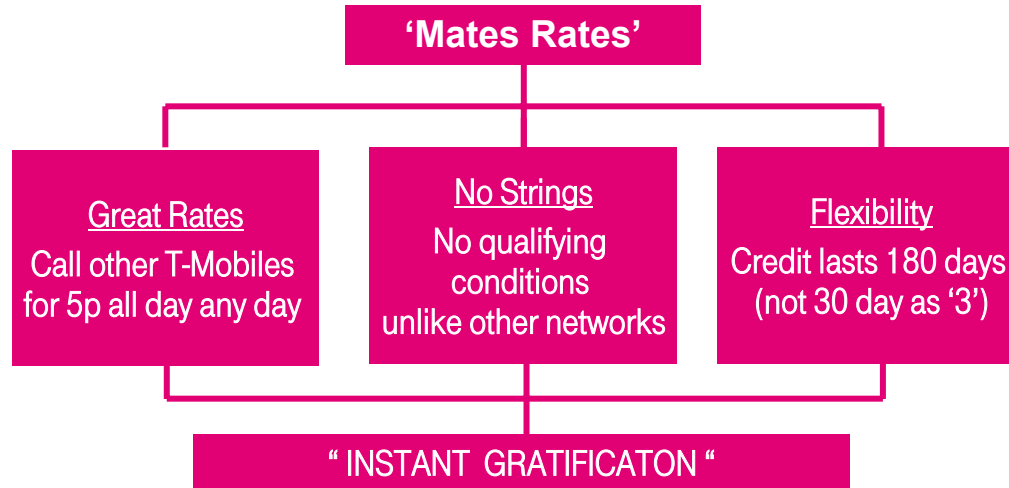 ‘Mates Rates’
Great Rates
Call other T-Mobiles
for 5p all day any day
No Strings
No qualifying
conditions
unlike other networks
Flexibility
Credit lasts 180 days
(not 30 day as ‘3’)
“ INSTANT GRATIFICATON “